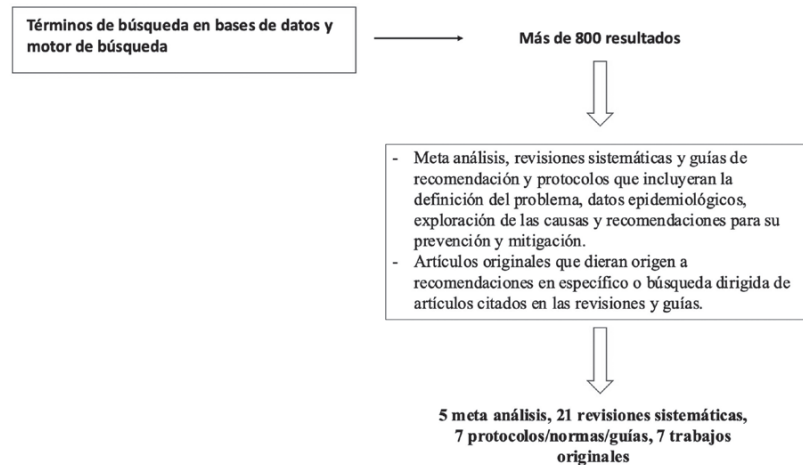 Términos de búsqueda en bases de datos y
motor de búsqueda
Más de 800 resultados
- Meta análisis, revisiones sistemáticas y guías de
recomendación y protocolos que incluyeran la
definición del problema, datos epidemiológicos,
exploración de las causas y recomendaciones para su
prevención y mitigación.
- Artículos originales que dieran origen a
recomendaciones en específico o búsqueda dirigida de
artículos citados en las revisiones y guías.
5 meta análisis, 21 revisiones sistemáticas,
7 protocolos/normas/guías, 7 trabajos
originales